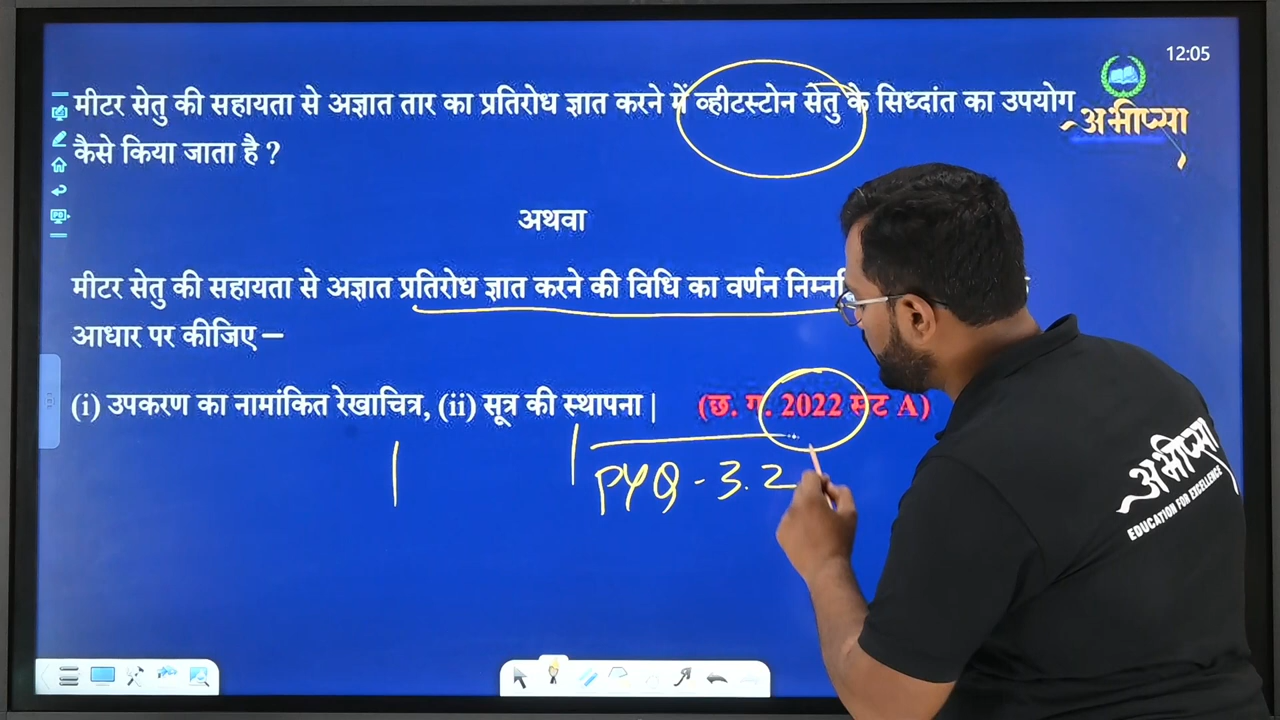 12:05
मीटर सेतु की सहायता से अज्ञात तार का प्रतिरोध ज्ञात करने में व्हीटस्टोन सेतु के सिध्दांत का उपयोग
अभीप्सा
कैसे किया जाता है ?
अथवा
मीटर सेतु की सहायता से अज्ञात प्रतिरोध ज्ञात करने की विधि का वर्णन
आधार पर कीजिए –
(i) उपकरण का नामांकित रेखाचित्र, (ii) सूत्र की स्थापना | (छ. ग. 2022 सेट A)
PYQ - 3.2
अभीप्सा
EDUCATION FOR EXCELLENCE